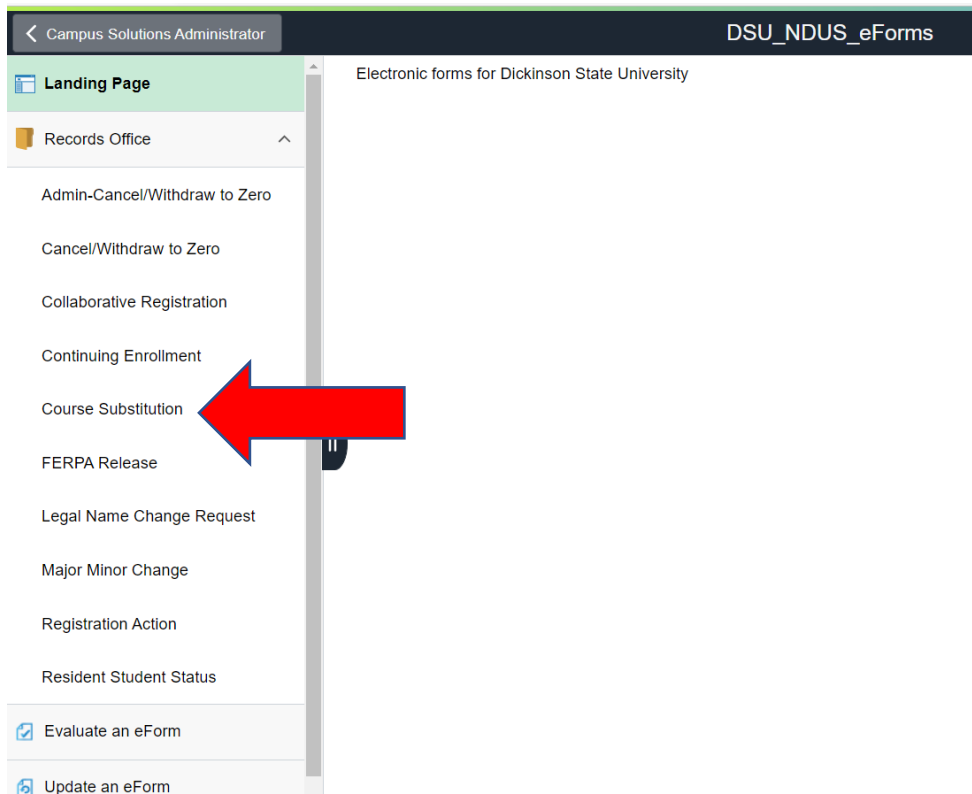 Campus Solutions Administrator
DSU_NDUS_eForms
Landing Page
Electronic forms for Dickinson State University
Records Office
Admin-Cancel/Withdraw to Zero
Cancel/Withdraw to Zero
Collaborative Registration
Continuing Enrollment
Course Substitution
FERPA Release
Legal Name Change Request
Major Minor Change
Registration Action
Resident Student Status
Evaluate an eForm
Update an eForm